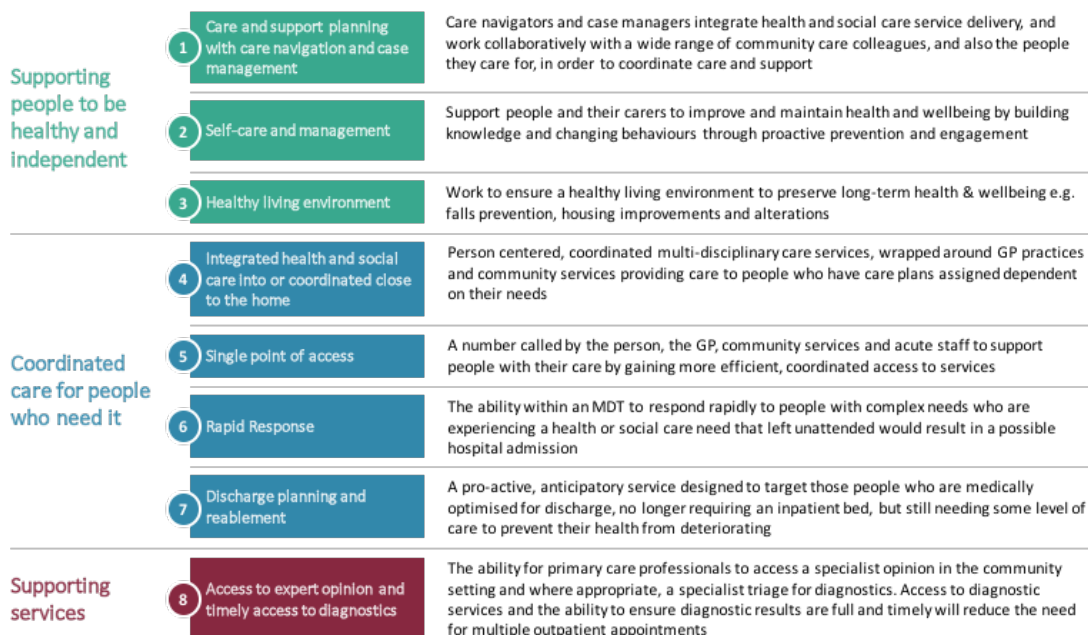 Supporting
people to be
healthy and
independent
1
Care and support planning
with care navigation and case
management
Care navigators and case managers integrate health and social care service delivery, and
work collaboratively with a wide range of community care colleagues, and also the people
they care for, in order to coordinate care and support
2
Self-care and management
Support people and their carers to improve and maintain health and wellbeing by building
knowledge and changing behaviours through proactive prevention and engagement
3
Healthy living environment
Work to ensure a healthy living environment to preserve long-term health & wellbeing e.g.
falls prevention, housing improvements and alterations
Coordinated
care for people
who need it
4
Integrated health and social
care into or coordinated close
to the home
Person centered, coordinated multi-disciplinary care services, wrapped around GP practices
and community services providing care to people who have care plans assigned dependent
on their needs
5
Single point of access
A number called by the person, the GP, community services and acute staff to support
people with their care by gaining more efficient, coordinated access to services
6
Rapid Response
The ability within an MDT to respond rapidly to people with complex needs who are
experiencing a health or social care need that left unattended would result in a possible
hospital admission
7
Discharge planning and
reablement
A pro-active, anticipatory service designed to target those people who are medically
optimised for discharge, no longer requiring an inpatient bed, but still needing some level of
care to prevent their health from deteriorating
Supporting
services
8
Access to expert opinion and
timely access to diagnostics
The ability for primary care professionals to access a specialist opinion in the community
setting and where appropriate, a specialist triage for diagnostics. Access to diagnostic
services and the ability to ensure diagnostic results are full and timely will reduce the need
for multiple outpatient appointments